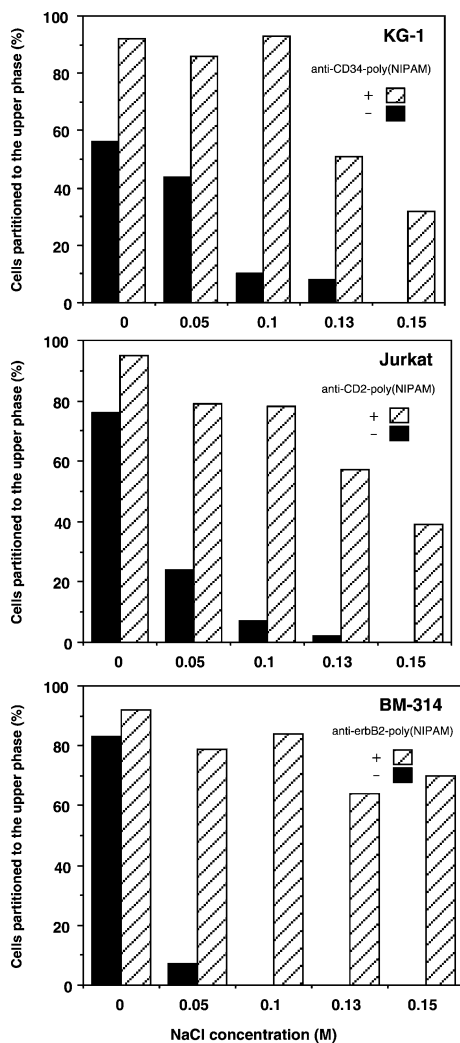 Cells partitioned to the upper phase (%)
100
80
60
40
20
0
KG-1
anti-CD34-poly(NIPAM)
+
-
0 0.05 0.1 0.13 0.15
Cells partitioned to the upper phase (%)
100
80
60
40
20
0
Jurkat
anti-CD2-poly(NIPAM)
+
-
0 0.05 0.1 0.13 0.15
Cells partitioned to the upper phase (%)
100
80
60
40
20
0
BM-314
anti-erbB2-poly(NIPAM)
+
-
0 0.05 0.1 0.13 0.15
NaCl concentration (M)